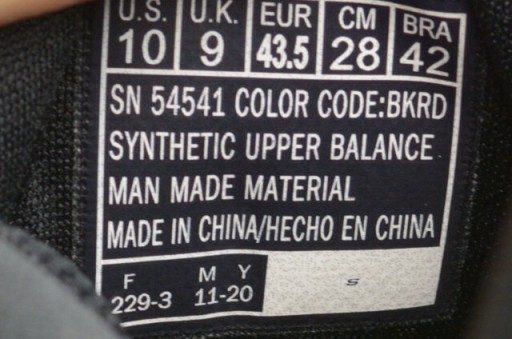 U.S. U.K. EUR CM BRA
10 9 43.5 28 42
SN 54541 COLOR CODE:BKRD
SYNTHETIC UPPER BALANCE
MAN MADE MATERIAL
MADE IN CHINA/HECHO EN CHINA
F M Y
229-3 11-20
S